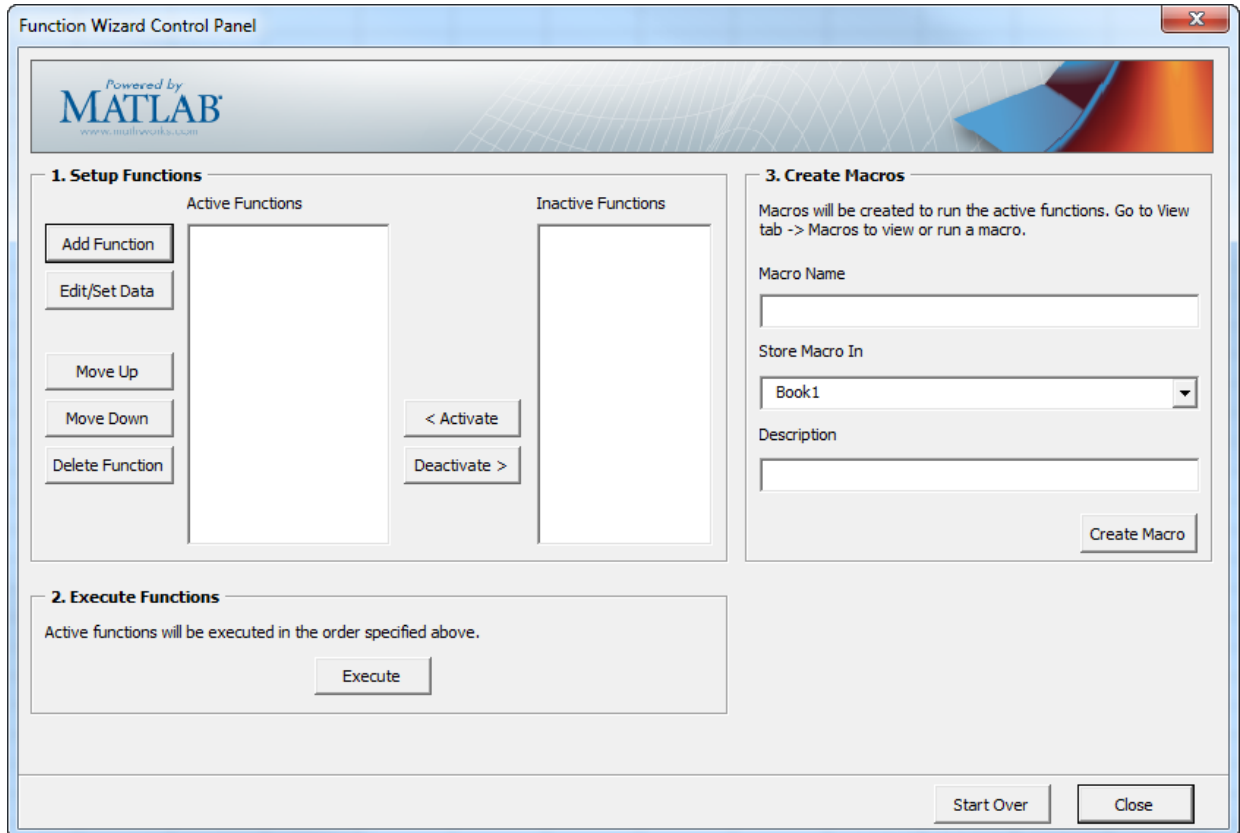 Function Wizard Control Panel
Powered by
MATLAB®
www.mathworks.com
1. Setup Functions
Active Functions
Inactive Functions
Add Function
Edit/Set Data
Move Up
Move Down
Delete Function
< Activate
Deactivate >
3. Create Macros
Macros will be created to run the active functions. Go to View
tab -> Macros to view or run a macro.
Macro Name
Store Macro In
Book1
Description
Create Macro
2. Execute Functions
Active functions will be executed in the order specified above.
Execute
Start Over
Close